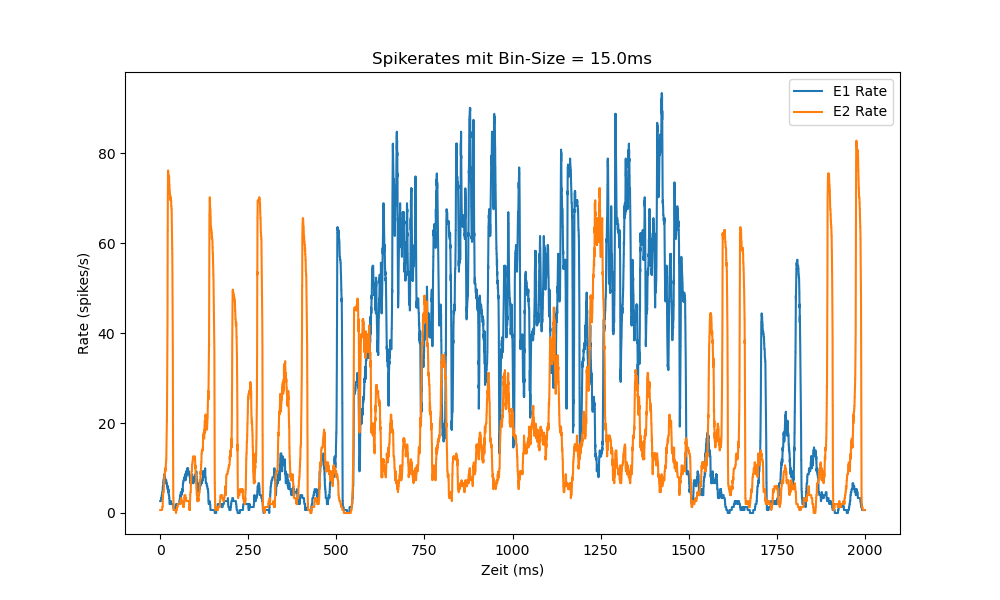 Spikerates mit Bin-Size = 15.0ms
E1 Rate
E2 Rate
80
60
40
20
0
Rate (spikes/s)
0 250 500 750 1000 1250 1500 1750 2000
Zeit (ms)